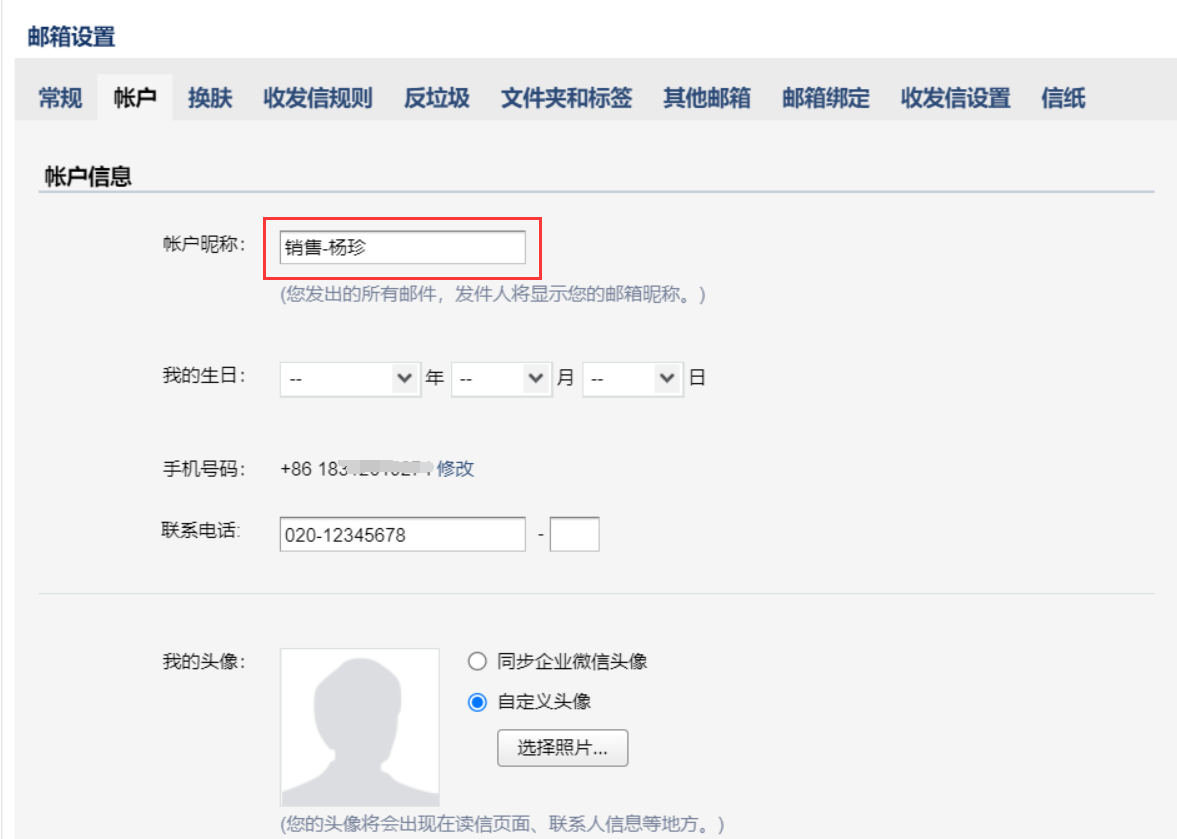 邮箱设置
常规 帐户 换肤 收发信规则 反垃圾 文件夹和标签 其他邮箱 邮箱绑定 收发信设置 信纸
帐户信息
帐户昵称： 销售-杨珍
(您发出的所有邮件，发件人将显示您的邮箱昵称。)
我的生日： -- 年 -- 月 -- 日
手机号码： +86 183 修改
联系电话: 020-12345678 -
我的头像： 同步企业微信头像
自定义头像
选择照片...
(您的头像将会出现在读信页面、联系人信息等地方。)